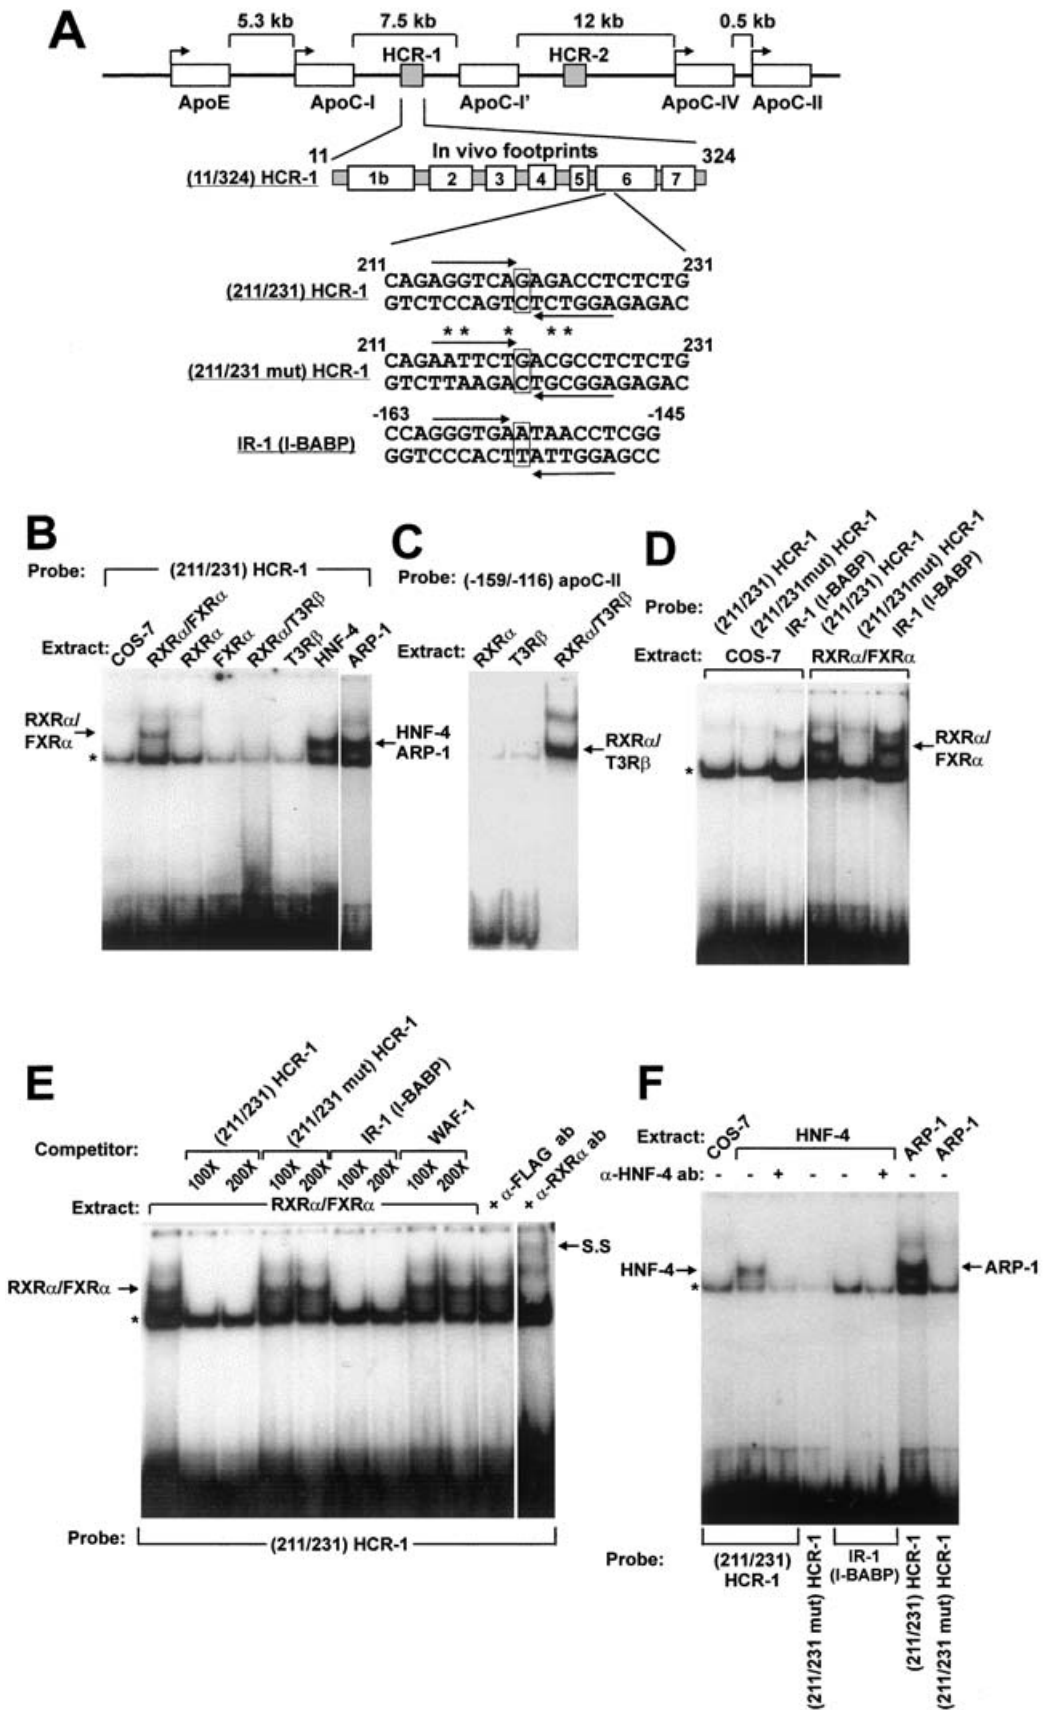 A
5.3 kb 7.5 kb 12 kb 0.5 kb
HCR-1 HCR-2
ApoE ApoC-I ApoC-I' ApoC-IV ApoC-II
In vivo footprints
11 324
(11/324) HCR-1 1b 2 3 4 5 6 7
211 231
(211/231) HCR-1
CAGAGGTCAGAGACCTCTCTG
GTCTCCAGTCTCTGGAGAGAC
* * * * *
211 231
(211/231 mut) HCR-1
CAGAATTCTGACGCCTCTCTG
GTCTTAAGACTGCGGAGAGAC
-163 -145
IR-1 (I-BABP)
CCAGGGTGAATAACCTCGG
GGTCCCACTTATTGGAGCC
B
Probe: (211/231) HCR-1
Extract: COS-7 RXRα/FXRα RXRα FXRα RXRα/T3Rβ T3Rβ HNF-4 ARP-1
RXRα/
FXRα
*
HNF-4
ARP-1
C
Probe: (-159/-116) apoC-II
Extract: RXRα T3Rβ RXRα/T3Rβ
RXRα/
T3Rβ
D
Probe: (211/231) HCR-1 (211/231mut) HCR-1 IR-1 (I-BABP) (211/231) HCR-1 (211/231mut) HCR-1 IR-1 (I-BABP)
Extract: COS-7 RXRα/FXRα
RXRα/
FXRα
*
E
Competitor: (211/231) HCR-1 (211/231 mut) HCR-1 IR-1 (I-BABP) WAF-1
100X 200X 100X 200X 100X 200X 100X 200X + α-FLAG ab + α-RXRα ab
Extract: RXRα/FXRα
S.S
RXRα/FXRα
*
Probe: (211/231) HCR-1
F
Extract: COS-7 HNF-4 ARP-1 ARP-1
α-HNF-4 ab: - - + - - + - -
HNF-4
*
ARP-1
Probe: (211/231) HCR-1 (211/231 mut) HCR-1 IR-1 (I-BABP) (211/231) HCR-1 (211/231 mut) HCR-1